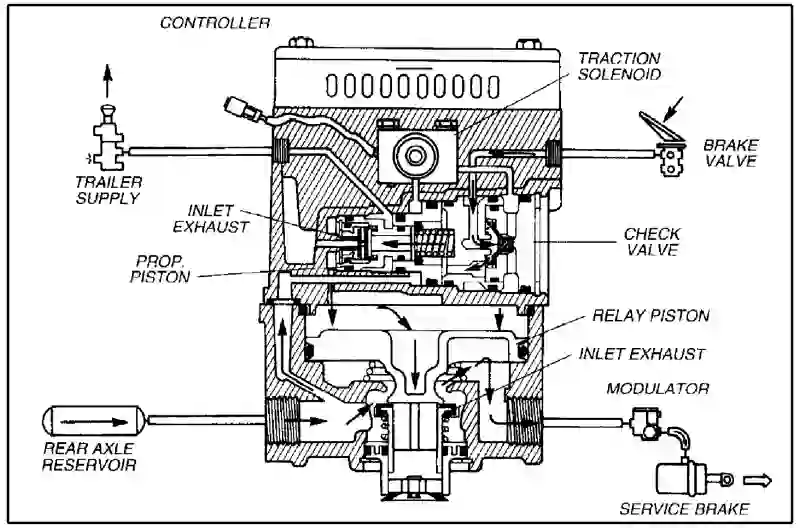 CONTROLLER
TRACTION
SOLENOID
TRAILER
SUPPLY
BRAKE
VALVE
INLET
EXHAUST
CHECK
VALVE
PROP.
PISTON
RELAY PISTON
INLET EXHAUST
MODULATOR
REAR AXLE
RESERVOIR
SERVICE BRAKE